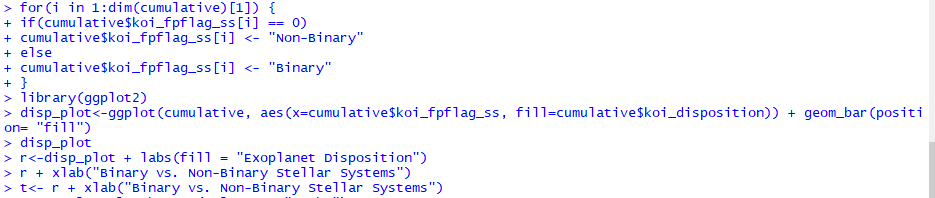 > for(i in 1:dim(cumulative)[1]) {
+ if(cumulative$koi_fpflag_ss[i] == 0)
+ cumulative$koi_fpflag_ss[i] <- "Non-Binary"
+ else
+ cumulative$koi_fpflag_ss[i] <- "Binary"
+ }
> library(ggplot2)
> disp_plot<-ggplot(cumulative, aes(x=cumulative$koi_fpflag_ss, fill=cumulative$koi_disposition)) + geom_bar(positi
on= "fill")
> disp_plot
> r<-disp_plot + labs(fill = "Exoplanet Disposition")
> r + xlab("Binary vs. Non-Binary Stellar Systems")
> t<- r + xlab("Binary vs. Non-Binary Stellar Systems")